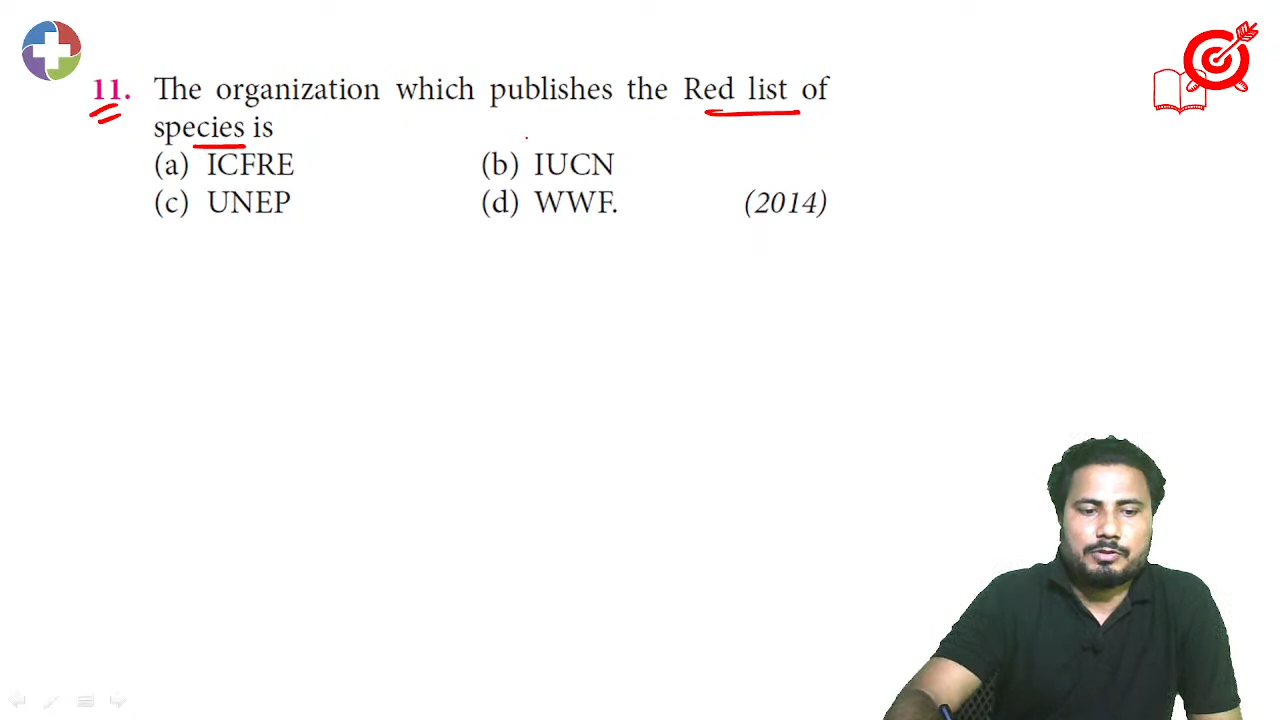 11. The organization which publishes the Red list of
species is
(a) ICFRE (b) IUCN
(c) UNEP (d) WWF. (2014)